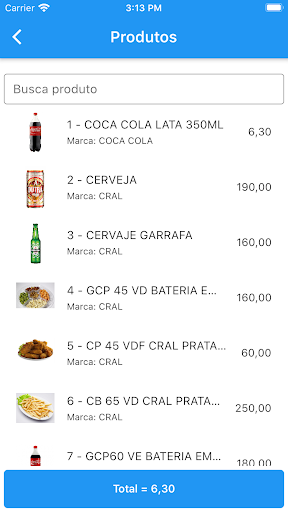 Carrier 3:13 PM
Produtos
Busca produto
1 - COCA COLA LATA 350ML
6,30
Marca: COCA COLA
2 - CERVEJA
190,00
Marca: CRAL
3 - CERVAJE GARRAFA
160,00
Marca: CRAL
4 - GCP 45 VD BATERIA E...
160,00
Marca: CRAL
5 - CP 45 VDF CRAL PRATA...
60,00
Marca: CRAL
6 - CB 65 VD CRAL PRATA...
250,00
Marca: CRAL
7 - GCP60 VE BATERIA EM...
180,00
Total = 6,30